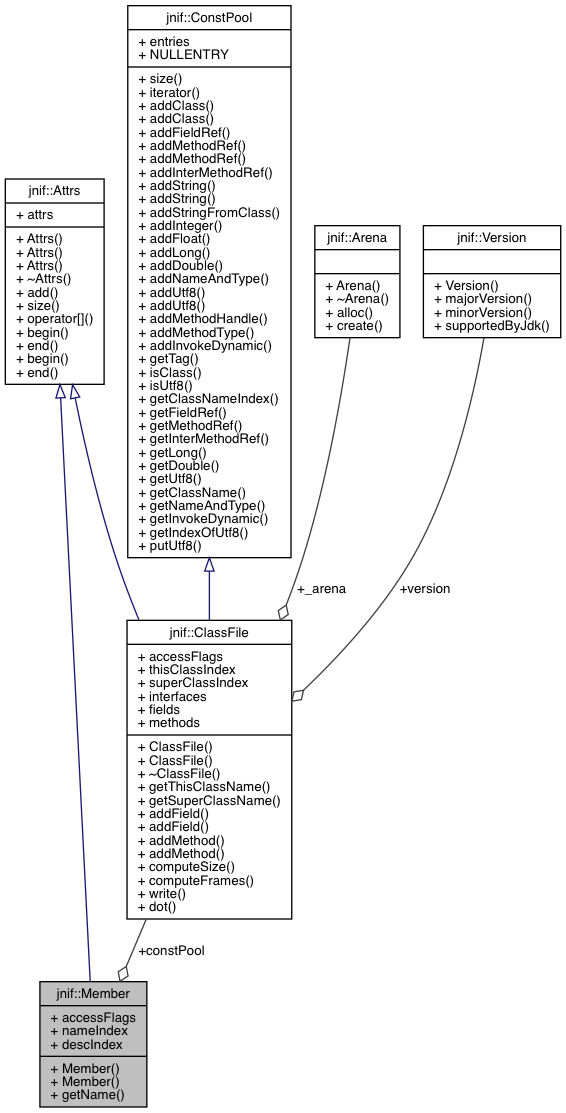 jnif::ConstPool
+ entries
+ NULLENTRY
+ size()
+ iterator()
+ addClass()
+ addClass()
+ addFieldRef()
+ addMethodRef()
+ addMethodRef()
+ addInterMethodRef()
+ addString()
+ addString()
+ addStringFromClass()
+ addInteger()
+ addFloat()
+ addLong()
+ addDouble()
+ addNameAndType()
+ addUtf8()
+ addUtf8()
+ addMethodHandle()
+ addMethodType()
+ addInvokeDynamic()
+ getTag()
+ isClass()
+ isUtf8()
+ getClassNameIndex()
+ getFieldRef()
+ getMethodRef()
+ getInterMethodRef()
+ getLong()
+ getDouble()
+ getUtf8()
+ getClassName()
+ getNameAndType()
+ getInvokeDynamic()
+ getIndexOfUtf8()
+ putUtf8()
jnif::Attrs
+ attrs
+ Attrs()
+ Attrs()
+ Attrs()
+ ~Attrs()
+ add()
+ size()
+ operator[]()
+ begin()
+ end()
+ begin()
+ end()
jnif::Arena
+ Arena()
+ ~Arena()
+ alloc()
+ create()
jnif::Version
+ Version()
+ majorVersion()
+ minorVersion()
+ supportedByJdk()
+_arena
+version
jnif::ClassFile
+ accessFlags
+ thisClassIndex
+ superClassIndex
+ interfaces
+ fields
+ methods
+ ClassFile()
+ ClassFile()
+ ~ClassFile()
+ getThisClassName()
+ getSuperClassName()
+ addField()
+ addField()
+ addMethod()
+ addMethod()
+ computeSize()
+ computeFrames()
+ write()
+ dot()
+constPool
jnif::Member
+ accessFlags
+ nameIndex
+ descIndex
+ Member()
+ Member()
+ getName()